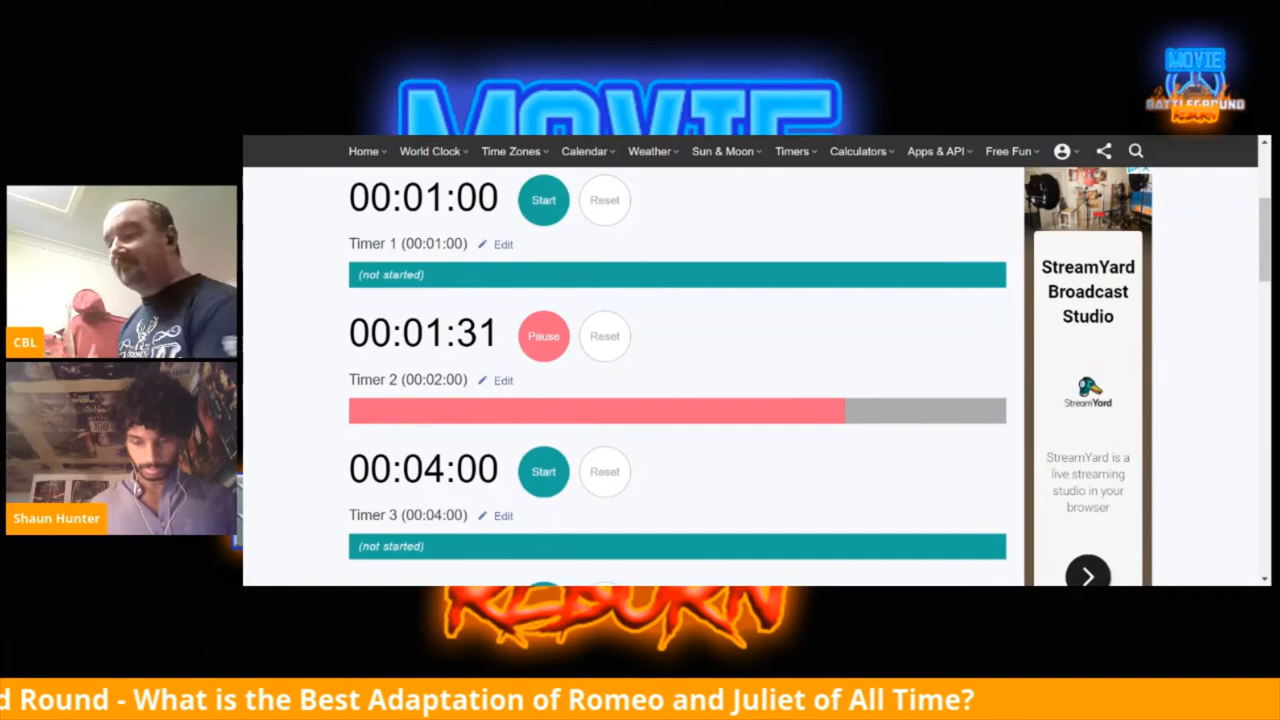 MOVIE
MOVIE
BATTLEGROUND
REBORN
Home World Clock Time Zones Calendar Weather Sun & Moon Timers Calculators Apps & API Free Fun
00:01:00 Start Reset
Timer 1 (00:01:00) Edit
(not started)
00:01:31 Pause Reset
Timer 2 (00:02:00) Edit
00:04:00 Start Reset
Timer 3 (00:04:00) Edit
(not started)
StreamYard
Broadcast
Studio
StreamYard
StreamYard is a
live streaming
studio in your
browser
CBL
Shaun Hunter
REBORN
d Round - What is the Best Adaptation of Romeo and Juliet of All Time?